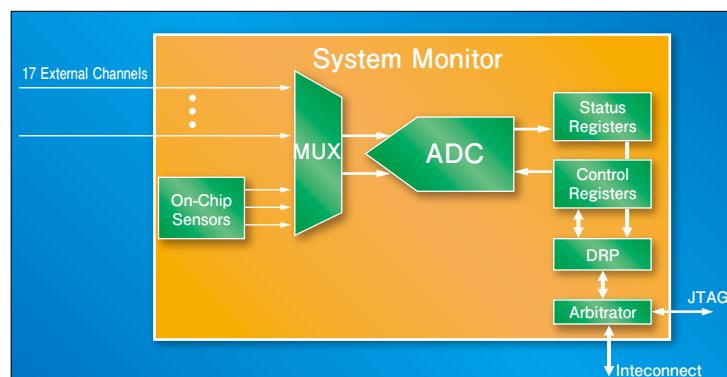 System Monitor
17 External Channels
MUX
ADC
Status
Registers
Control
Registers
On-Chip
Sensors
DRP
Arbitrator
JTAG
Inteconnect